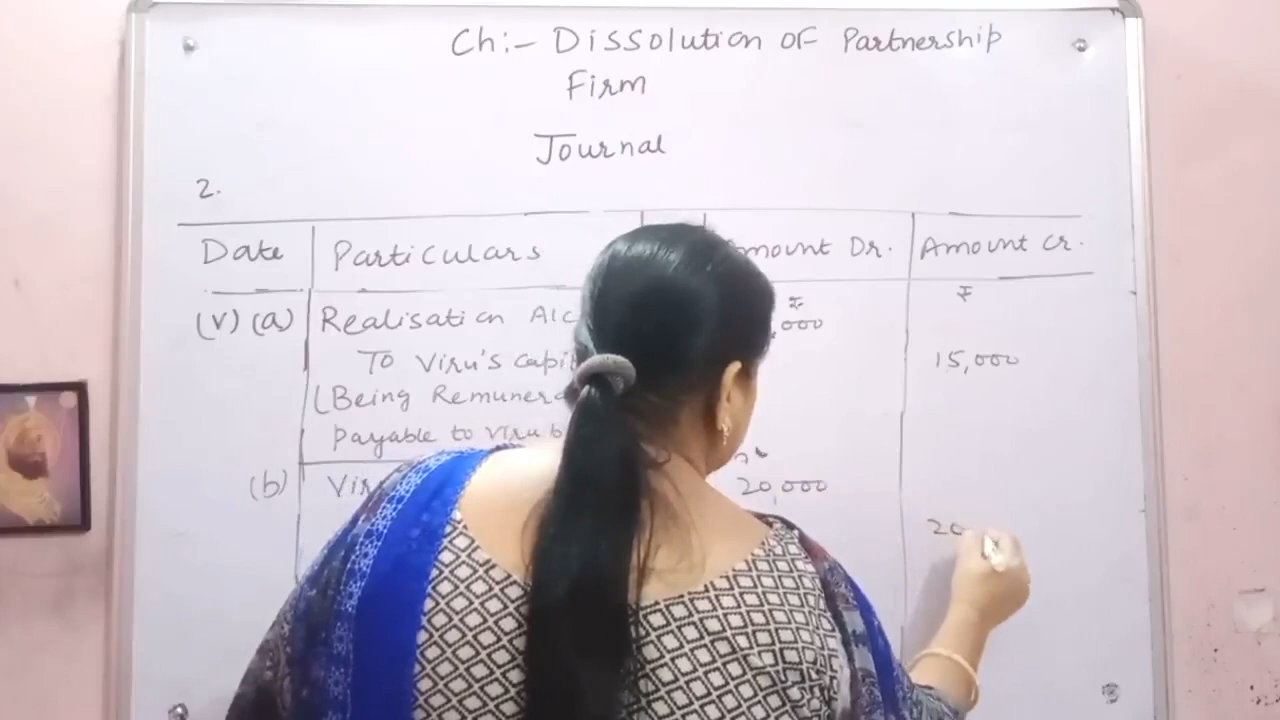 Ch:- Dissolution of Partnership
Firm
Journal
2.
Date Particulars mount Dr. Amount Cr.
₹ ₹
(v) (a) Realisation A/c ,000
To Viru's capi 15,000
(Being Remuner
payable to Viru b
(b) Vir 20,000
20